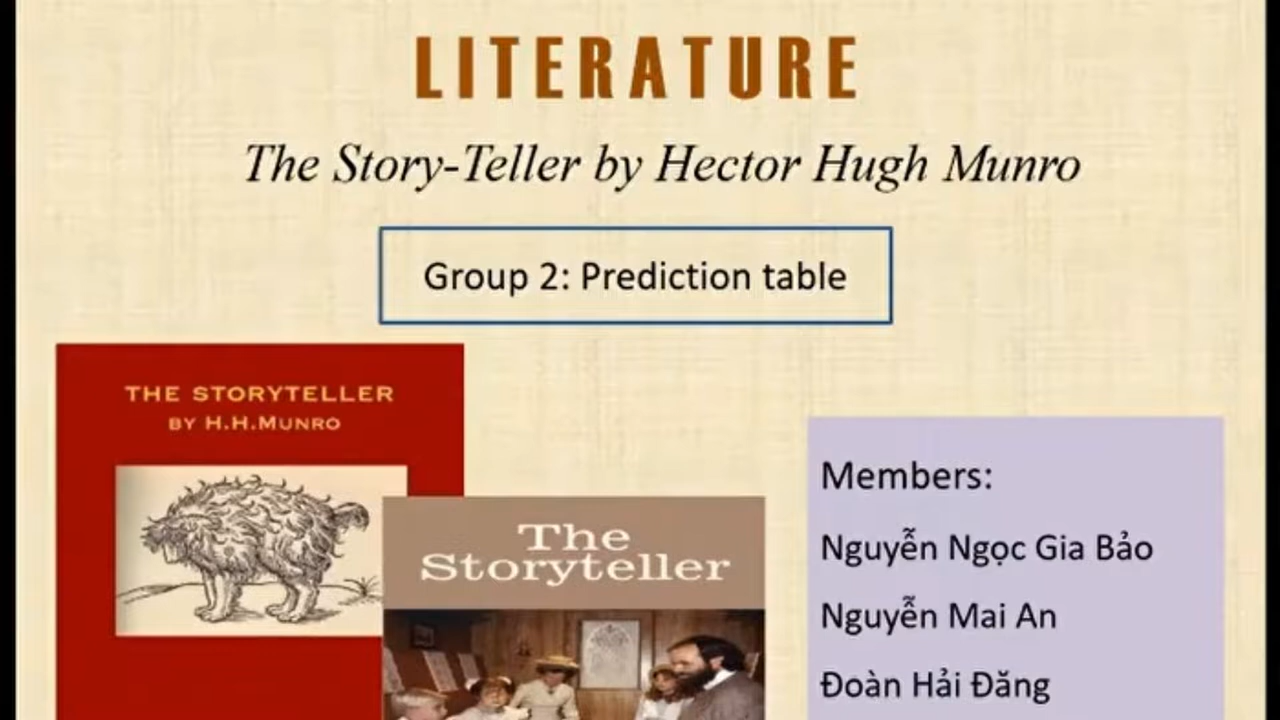 LITERATURE
The Story-Teller by Hector Hugh Munro
Group 2: Prediction table
THE STORYTELLER
BY H.H.MUNRO
The
Storyteller
Members:
Nguyễn Ngọc Gia Bảo
Nguyễn Mai An
Đoàn Hải Đăng